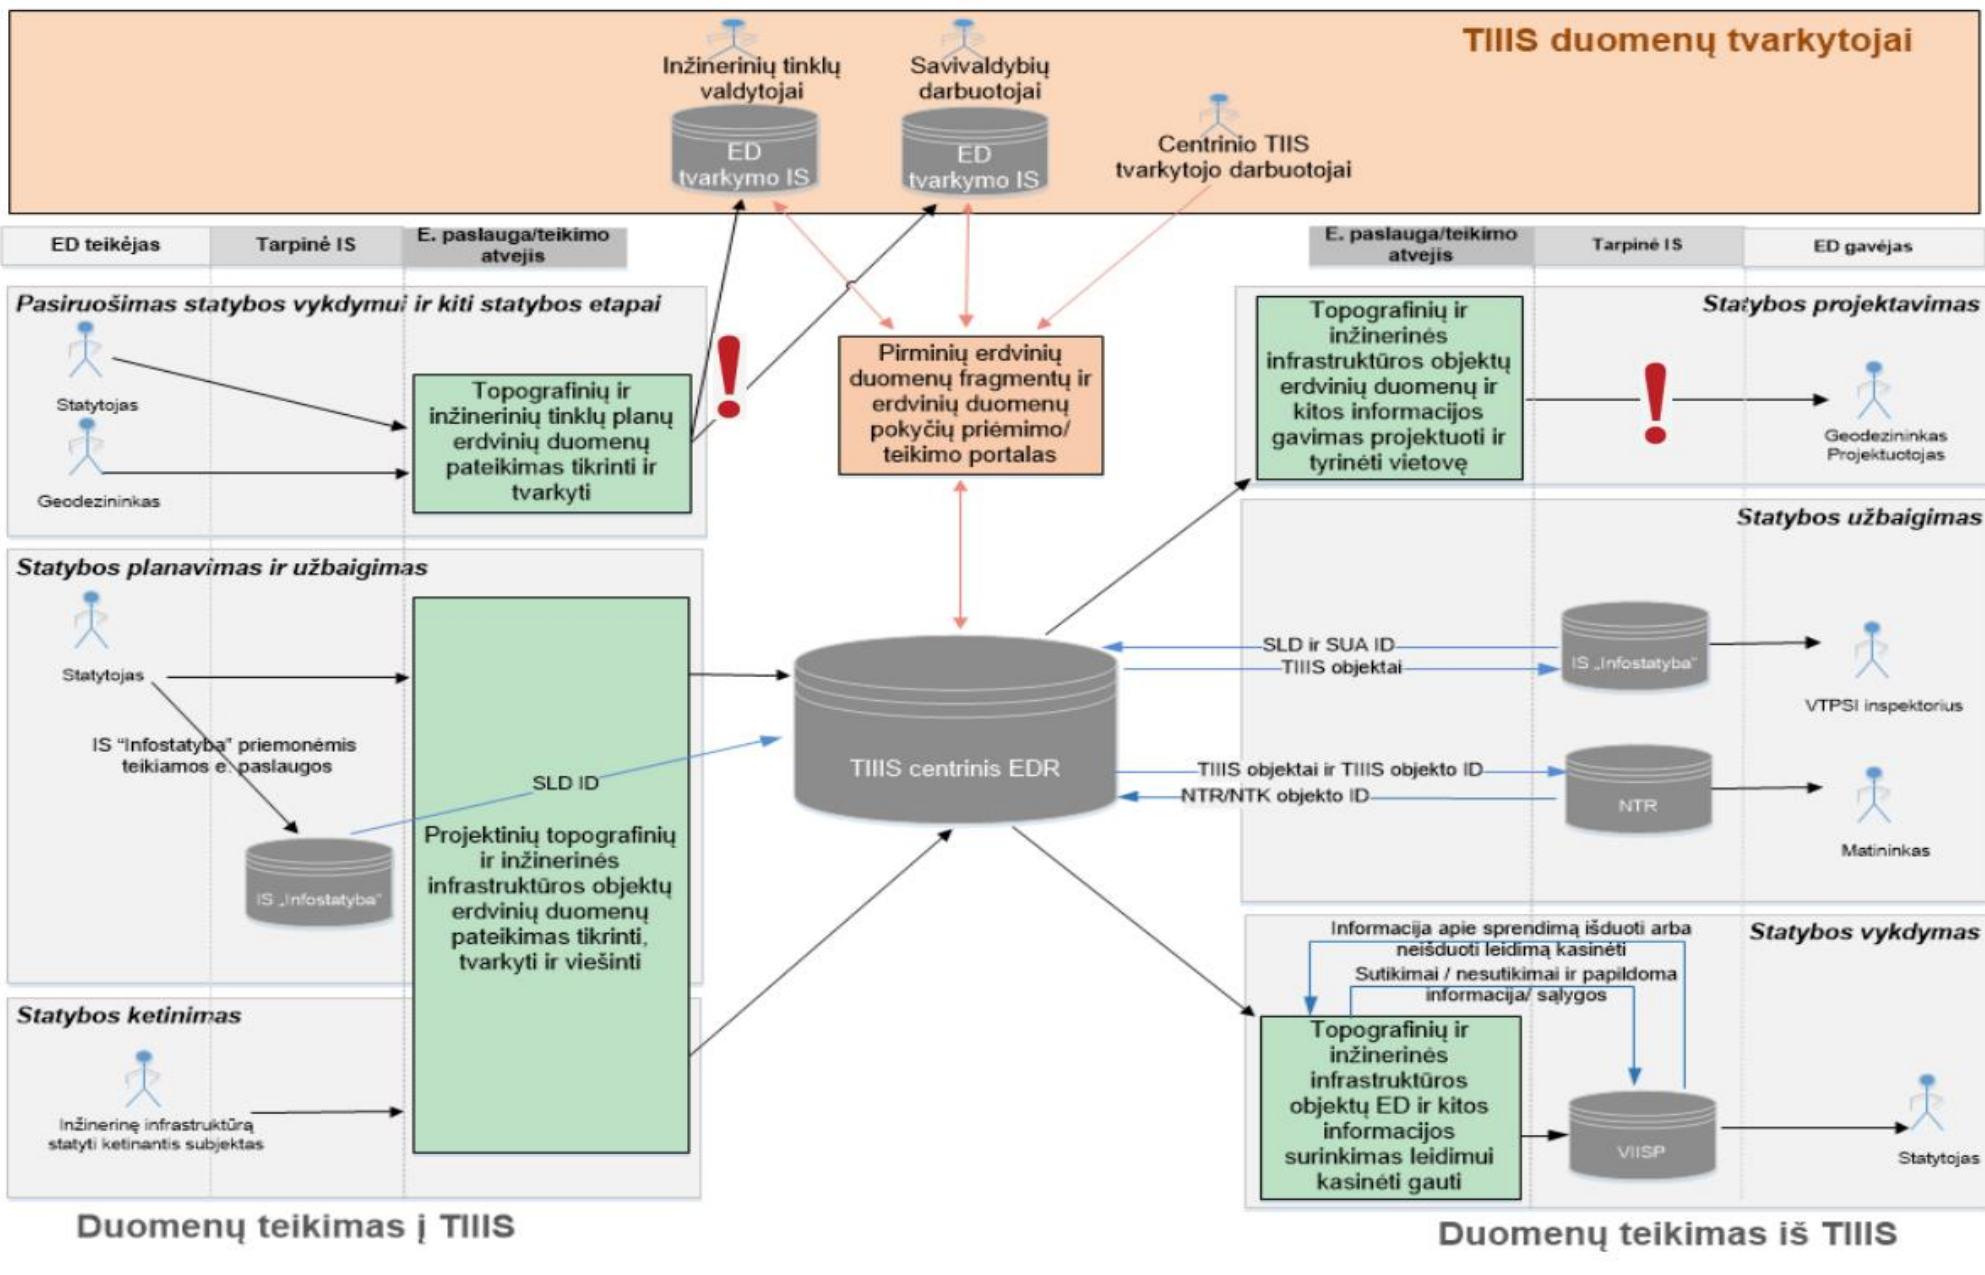 TIIIS duomenų tvarkytojai
Inžinerinių tinklų
valdytojai
ED
tvarkymo IS
Savivaldybių
darbuotojai
ED
tvarkymo IS
Centrinio TIIS
tvarkytojo darbuotojai
ED teikėjas
Tarpinė IS
E. paslauga/teikimo
atvejis
E. paslauga/teikimo
atvejis
Tarpinė IS
ED gavėjas
Pasiruošimas statybos vykdymui ir kiti statybos etapai
Statytojas
Geodezininkas
Topografinių ir
inžinerinių tinklų planų
erdvinių duomenų
pateikimas tikrinti ir
tvarkyti
!
Pirminių erdvinių
duomenų fragmentų ir
erdvinių duomenų
pokyčių priėmimo/
teikimo portalas
Statybos projektavimas
Topografinių ir
inžinerinės
infrastruktūros objektų
erdvinių duomenų ir
kitos informacijos
gavimas projektuoti ir
tyrinėti vietovę
!
Geodezininkas
Projektuotojas
Statybos planavimas ir užbaigimas
Statytojas
IS "Infostatyba" priemonėmis
teikiamos e. paslaugos
IS „Infostatyba"
SLD ID
Projektinių topografinių
ir inžinerinės
infrastruktūros objektų
erdvinių duomenų
pateikimas tikrinti,
tvarkyti ir viešinti
TIIIS centrinis EDR
Statybos užbaigimas
SLD ir SUA ID
TIIIS objektai
IS „Infostatyba"
VTPSI inspektorius
TIIIS objektai ir TIIIS objekto ID
NTR/NTK objekto ID
NTR
Matininkas
Statybos ketinimas
Inžinerinę infrastruktūrą
statyti ketinantis subjektas
Statybos vykdymas
Informacija apie sprendimą išduoti arba
neišduoti leidimą kasinėti
Sutikimai / nesutikimai ir papildoma
informacija/ sąlygos
Topografinių ir
inžinerinės
infrastruktūros
objektų ED ir kitos
informacijos
surinkimas leidimui
kasinėti gauti
VIISP
Statytojas
Duomenų teikimas į TIIIS
Duomenų teikimas iš TIIIS